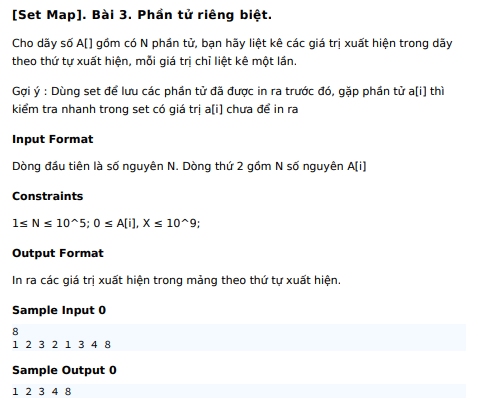 [Set Map]. Bài 3. Phần tử riêng biệt.
Cho dãy số A[] gồm có N phần tử, bạn hãy liệt kê các giá trị xuất hiện trong dãy
theo thứ tự xuất hiện, mỗi giá trị chỉ liệt kê một lần.
Gợi ý : Dùng set để lưu các phần tử đã được in ra trước đó, gặp phần tử a[i] thì
kiểm tra nhanh trong set có giá trị a[i] chưa để in ra
Input Format
Dòng đầu tiên là số nguyên N. Dòng thứ 2 gồm N số nguyên A[i]
Constraints
1≤ N ≤ 10^5; 0 ≤ A[i], X ≤ 10^9;
Output Format
In ra các giá trị xuất hiện trong mảng theo thứ tự xuất hiện.
Sample Input 0
8
1 2 3 2 1 3 4 8
Sample Output 0
1 2 3 4 8